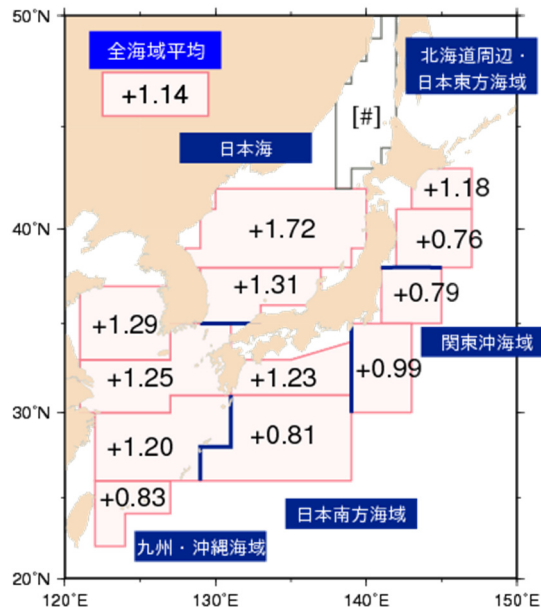 50°N
全海域平均
+1.14
北海道周辺・
日本東方海域
[#]
日本海
+1.18
40°N
+1.72
+0.76
+1.31
+0.79
+1.29
関東沖海域
+1.25
+1.23
+0.99
30°N
+1.20
+0.81
+0.83
日本南方海域
九州・沖縄海域
20°N
120°E
130°E
140°E
150°E